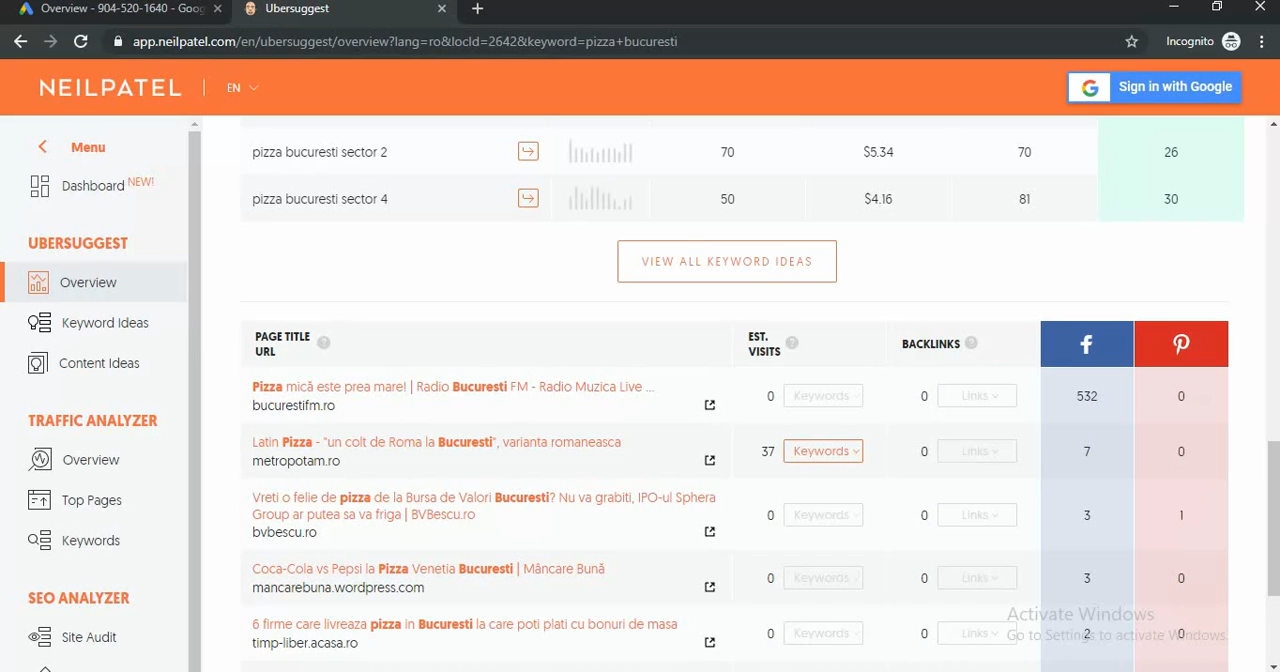 Overview - 904-520-1640 - Goog
Ubersuggest
app.neilpatel.com/en/ubersuggest/overview?lang=ro&locId=2642&keyword=pizza+bucuresti
Incognito
NEILPATEL
EN
G Sign in with Google
Menu
Dashboard NEW!
UBERSUGGEST
Overview
Keyword Ideas
Content Ideas
TRAFFIC ANALYZER
Overview
Top Pages
Keywords
SEO ANALYZER
Site Audit
pizza bucuresti sector 2 70 $5.34 70 26
pizza bucuresti sector 4 50 $4.16 81 30
VIEW ALL KEYWORD IDEAS
PAGE TITLE
URL
EST.
VISITS
BACKLINKS
Pizza mică este prea mare! | Radio Bucuresti FM - Radio Muzica Live ...
bucurestifm.ro
0 Keywords 0 Links 532 0
Latin Pizza - "un colt de Roma la Bucuresti", varianta romaneasca
metropotam.ro
37 Keywords 0 Links 7 0
Vreti o felie de pizza de la Bursa de Valori Bucuresti? Nu va grabiti, IPO-ul Sphera
Group ar putea sa va friga | BVBescu.ro
bvbescu.ro
0 Keywords 0 Links 3 1
Coca-Cola vs Pepsi la Pizza Venetia Bucuresti | Mâncare Bună
mancarebuna.wordpress.com
0 Keywords 0 Links 3 0
6 firme care livreaza pizza in Bucuresti la care poti plati cu bonuri de masa
timp-liber.acasa.ro
0 Keywords 0 Links 2 0
Activate Windows
Go to Settings to activate Windows.